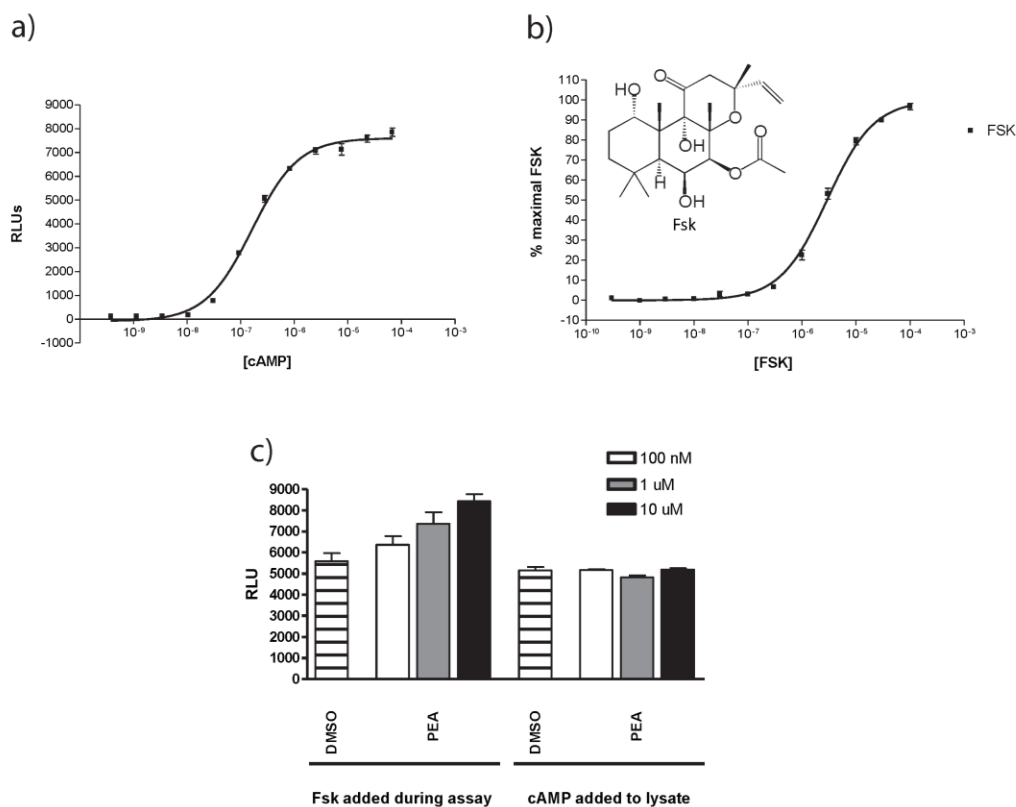 a)
RLUs
9000
8000
7000
6000
5000
4000
3000
2000
1000
0
-1000
10-9 10-8 10-7 10-6 10-5 10-4 10-3
[cAMP]
b)
% maximal FSK
110
100
90
80
70
60
50
40
30
20
10
0
-10
10-10 10-9 10-8 10-7 10-6 10-5 10-4 10-3
[FSK]
FSK
O
HO
O
OH
O
O
H
OH
Fsk
c)
RLU
9000
8000
7000
6000
5000
4000
3000
2000
1000
0
100 nM
1 uM
10 uM
DMSO PEA DMSO PEA
Fsk added during assay cAMP added to lysate